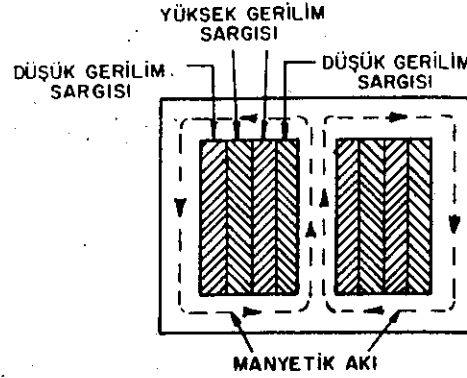 YÜKSEK GERİLİM
SARGISI
DÜŞÜK GERİLİM
SARGISI
DÜŞÜK GERİLİM
SARGISI
MANYETİK AKI